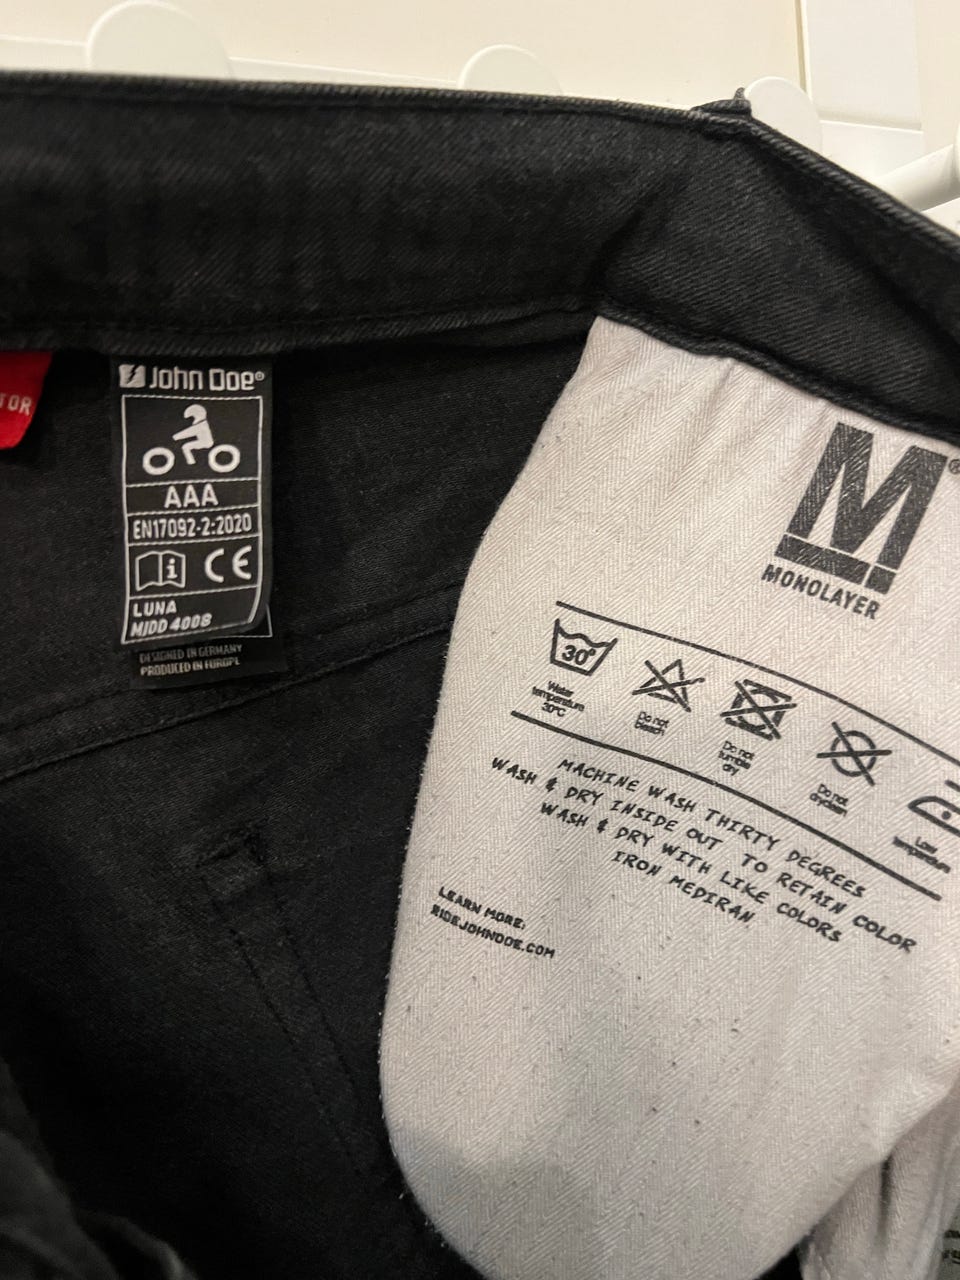 TOR
John Doe®
AAA
EN17092-2:2020
i CE
LUNA
MJDD 4008
DESIGNED IN GERMANY
PRODUCED IN EUROPE
M®
MONOLAYER
30°
Water
temperature
30°C
Do not
bleach
Do not
tumble
dry
Do not
dryclean
Low
temperature
MACHINE WASH THIRTY DEGREES
WASH & DRY INSIDE OUT TO RETAIN COLOR
WASH & DRY WITH LIKE COLORS
IRON MEDIRAN
LEARN MORE:
RIDEJOHNDOE.COM